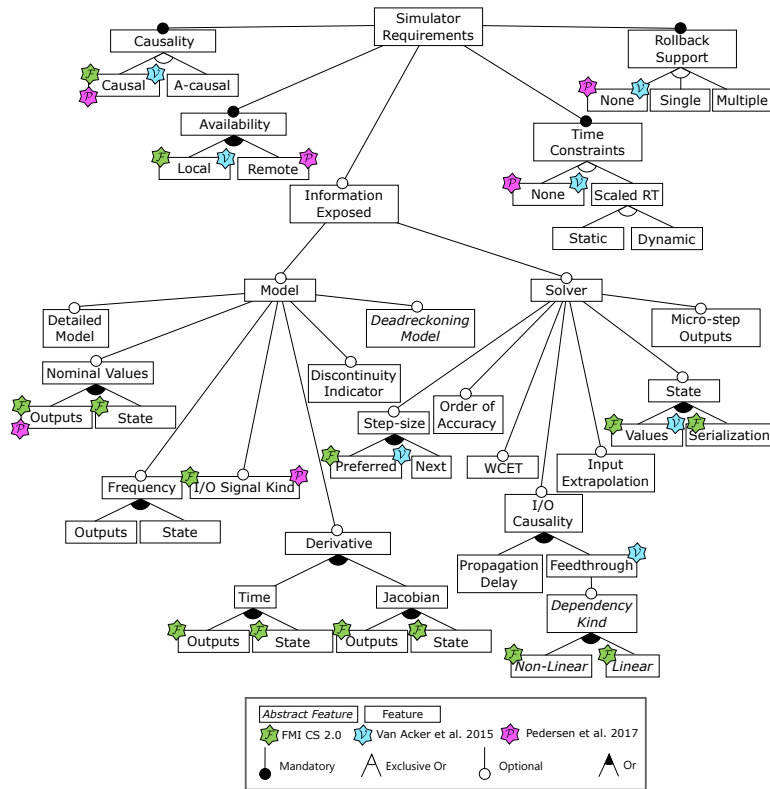 Simulator
Requirements
Causality
Rollback
Support
F
V
Causal
A-causal
P
P
V
None
Single
Multiple
Availability
Time
Constraints
F
V
P
Local
Remote
P
V
None
Scaled RT
Information
Exposed
Static
Dynamic
Model
Solver
Detailed
Model
Deadreckoning
Model
Micro-step
Outputs
Nominal Values
Discontinuity
Indicator
Order of
Accuracy
State
F
F
Outputs
State
P
Step-size
F
V
F
Values
Serialization
F
V
Preferred
Next
WCET
Input
Extrapolation
Frequency
F
I/O Signal Kind
P
I/O
Causality
Outputs
State
Derivative
Propagation
Delay
Feedthrough
V
Time
Jacobian
Dependency
Kind
F
F
F
F
Outputs
State
Outputs
State
F
F
Non-Linear
Linear
Abstract Feature
Feature
F
FMI CS 2.0
V
Van Acker et al. 2015
P
Pedersen et al. 2017
Mandatory
Exclusive Or
Optional
Or